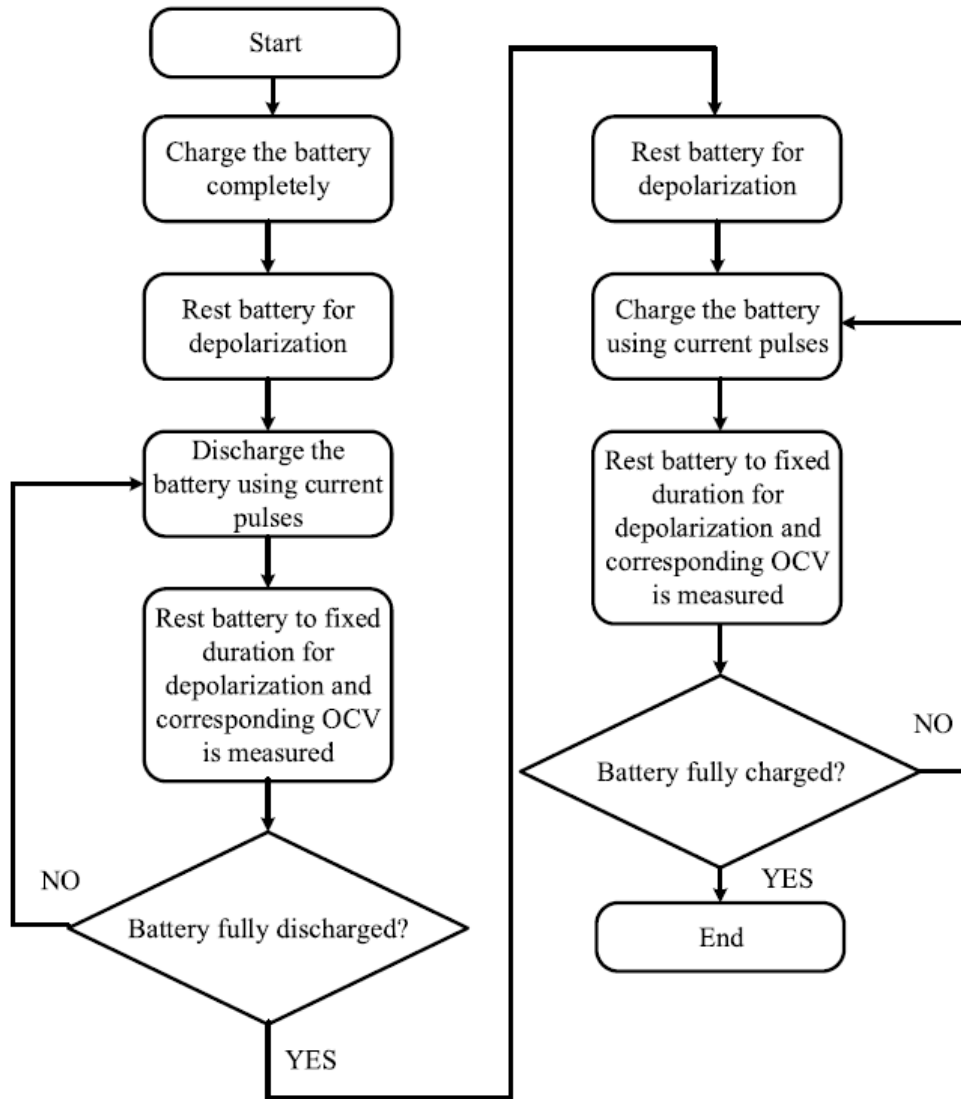 Start
Charge the battery
completely
Rest battery for
depolarization
Discharge the
battery using current
pulses
Rest battery to fixed
duration for
depolarization and
corresponding OCV
is measured
NO
Battery fully discharged?
YES
Rest battery for
depolarization
Charge the battery
using current pulses
Rest battery to fixed
duration for
depolarization and
corresponding OCV
is measured
NO
Battery fully charged?
YES
End